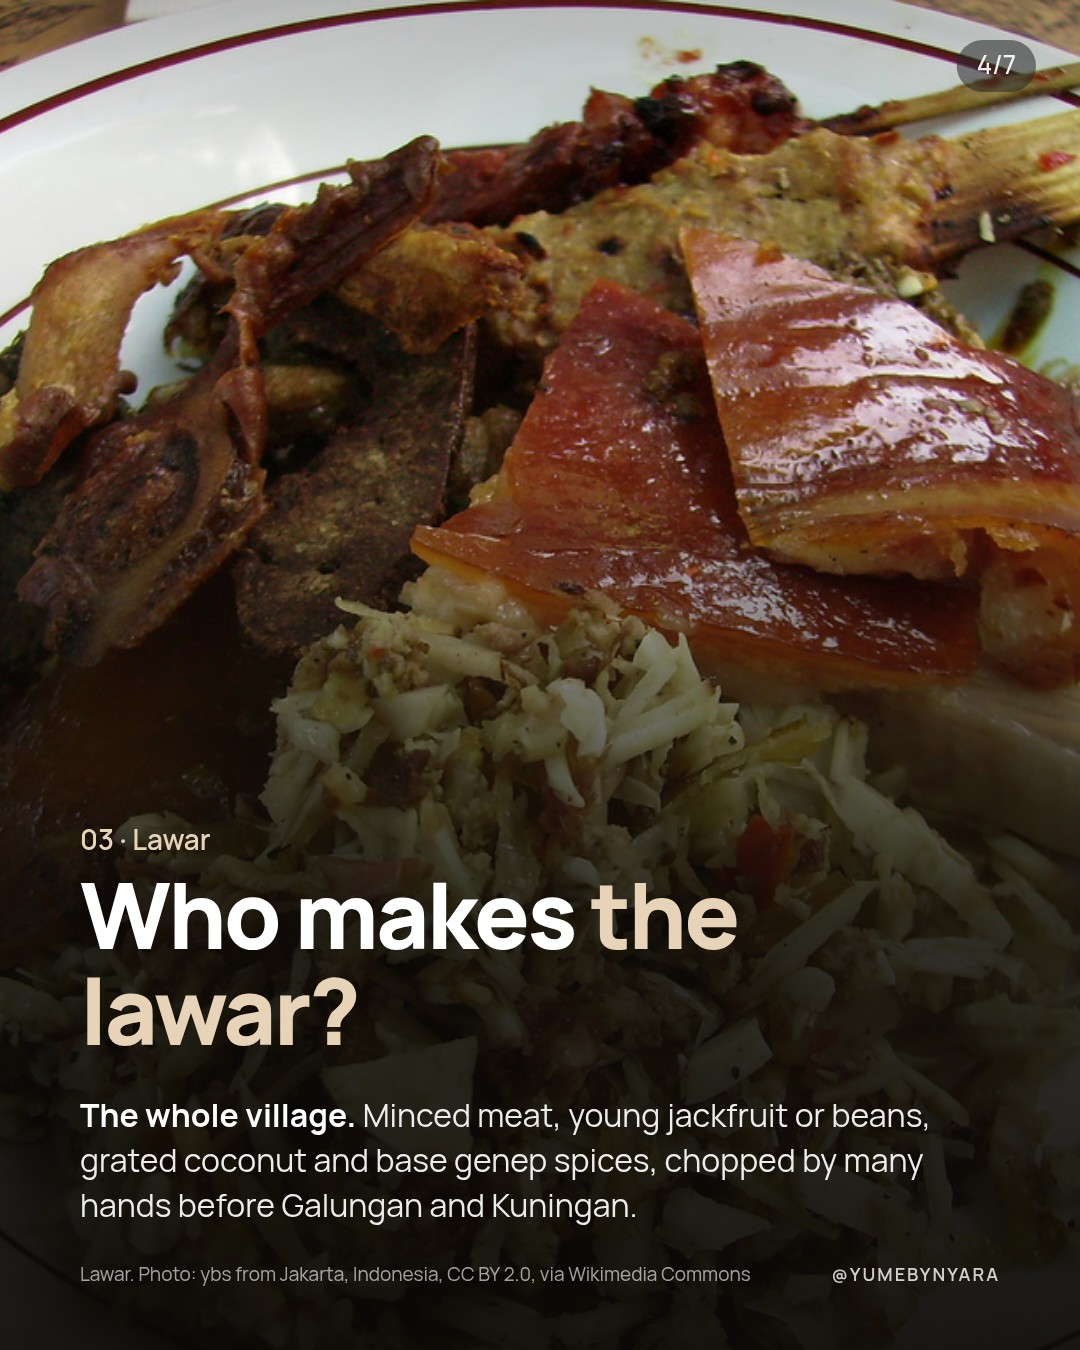 4/7
03 · Lawar
Who makes the
lawar?
The whole village. Minced meat, young jackfruit or beans,
grated coconut and base genep spices, chopped by many
hands before Galungan and Kuningan.
Lawar. Photo: ybs from Jakarta, Indonesia, CC BY 2.0, via Wikimedia Commons
@YUMEBYNYARA